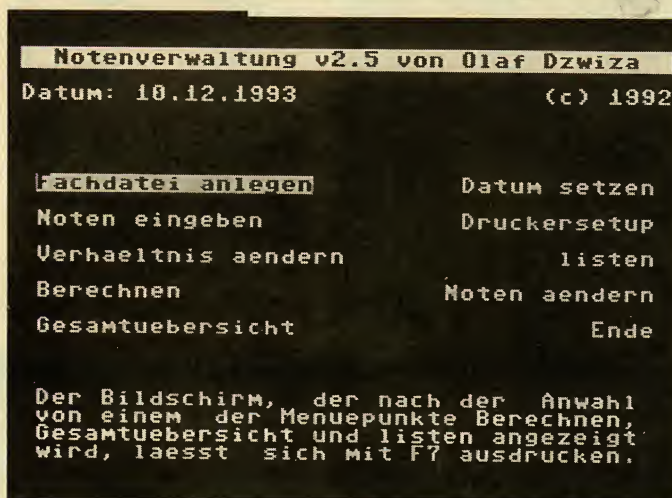 Notenverwaltung v2.5 von Olaf Dzwiza
Datum: 10.12.1993 (c) 1992
Fachdatei anlegen Datum setzen
Noten eingeben Druckersetup
Verhaeltnis aendern listen
Berechnen Noten aendern
Gesamtuebersicht Ende
Der Bildschirm, der nach der Anwahl
von einem der Menuepunkte Berechnen,
Gesamtuebersicht und listen angezeigt
wird, laesst sich mit F7 ausdrucken.